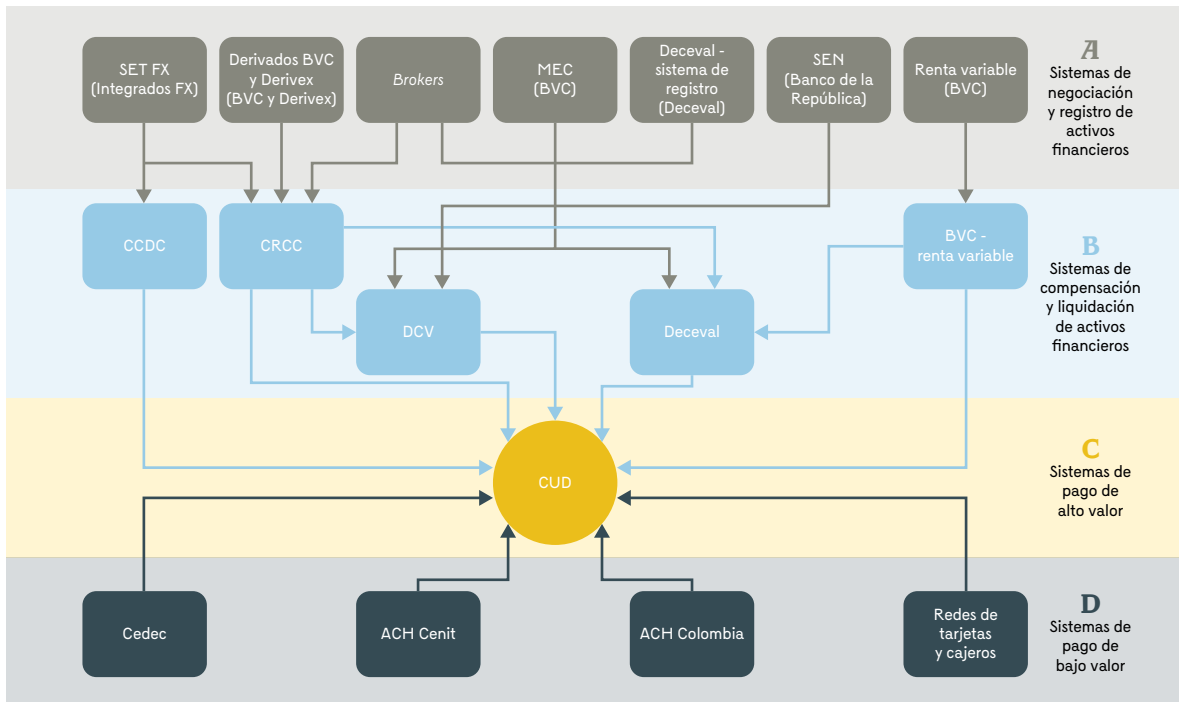 SET FX
(Integrados FX)
Derivados BVC
y Derivex
(BVC y Derivex)
Brokers
MEC
(BVC)
Deceval -
sistema de
registro
(Deceval)
SEN
(Banco de la
República)
Renta variable
(BVC)
A
Sistemas de
negociación
y registro de
activos
financieros
CCDC
CRCC
BVC -
renta variable
DCV
Deceval
B
Sistemas de
compensación
y liquidación
de activos
financieros
CUD
C
Sistemas de
pago de
alto valor
Cedec
ACH Cenit
ACH Colombia
Redes de
tarjetas
y cajeros
D
Sistemas de
pago de
bajo valor